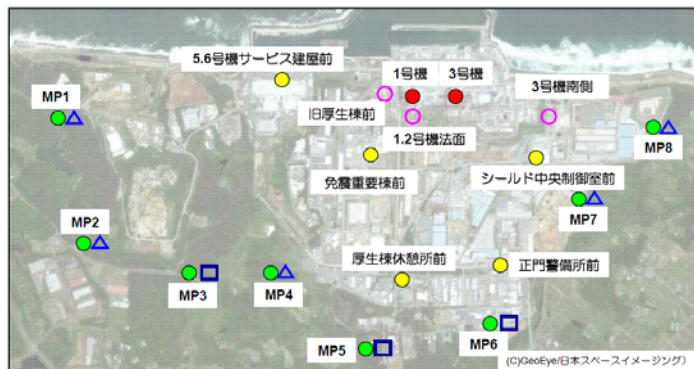 5.6号機サービス建屋前
1号機
3号機
3号機南側
MP1
旧厚生棟前
1.2号機法面
MP8
免震重要棟前
シールド中央制御室前
MP7
MP2
厚生棟休憩所前
正門警備所前
MP3
MP4
MP6
MP5
(C)GeoEye/日本スペースイメージング)